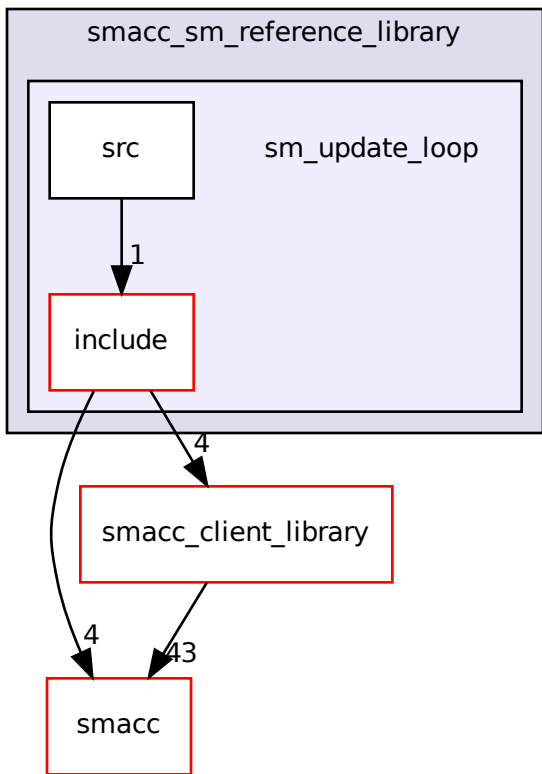 smacc_sm_reference_library
src
sm_update_loop
1
include
4
smacc_client_library
4
43
smacc